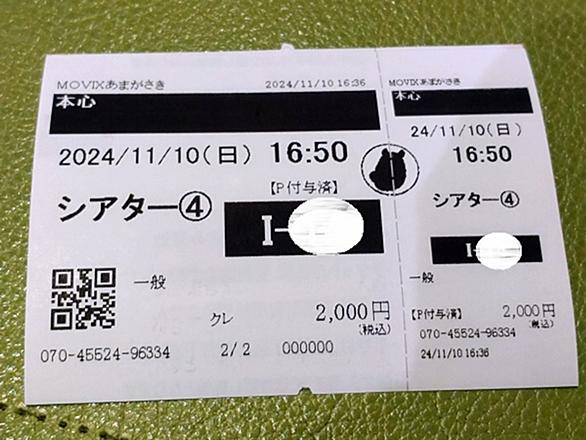 MOVIXあまがさき 2024/11/10 16:36
本心
2024/11/10(日) 16:50
【P付与済】
シアター④
I-
一般
クレ 2,000円
(税込)
070-45524-96334 2/2 000000
MOVIXあまがさき
本心
24/11/10(日)
16:50
シアター④
I-
一般
【P付与済】 2,000円
(税込)
070-45524-96334
24/11/10 16:36